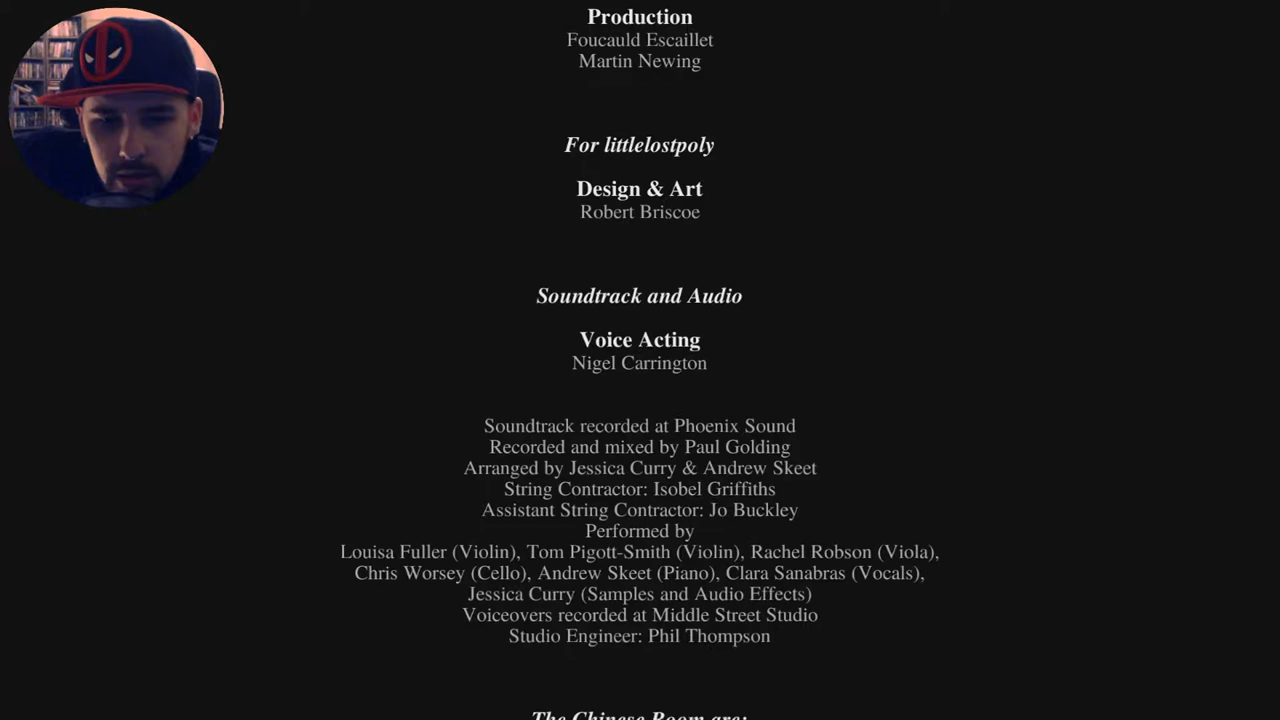 Production
Foucauld Escaillet
Martin Newing
For littlelostpoly
Design & Art
Robert Briscoe
Soundtrack and Audio
Voice Acting
Nigel Carrington
Soundtrack recorded at Phoenix Sound
Recorded and mixed by Paul Golding
Arranged by Jessica Curry & Andrew Skeet
String Contractor: Isobel Griffiths
Assistant String Contractor: Jo Buckley
Performed by
Louisa Fuller (Violin), Tom Pigott-Smith (Violin), Rachel Robson (Viola),
Chris Worsey (Cello), Andrew Skeet (Piano), Clara Sanabras (Vocals),
Jessica Curry (Samples and Audio Effects)
Voiceovers recorded at Middle Street Studio
Studio Engineer: Phil Thompson
The Chinese Room are: